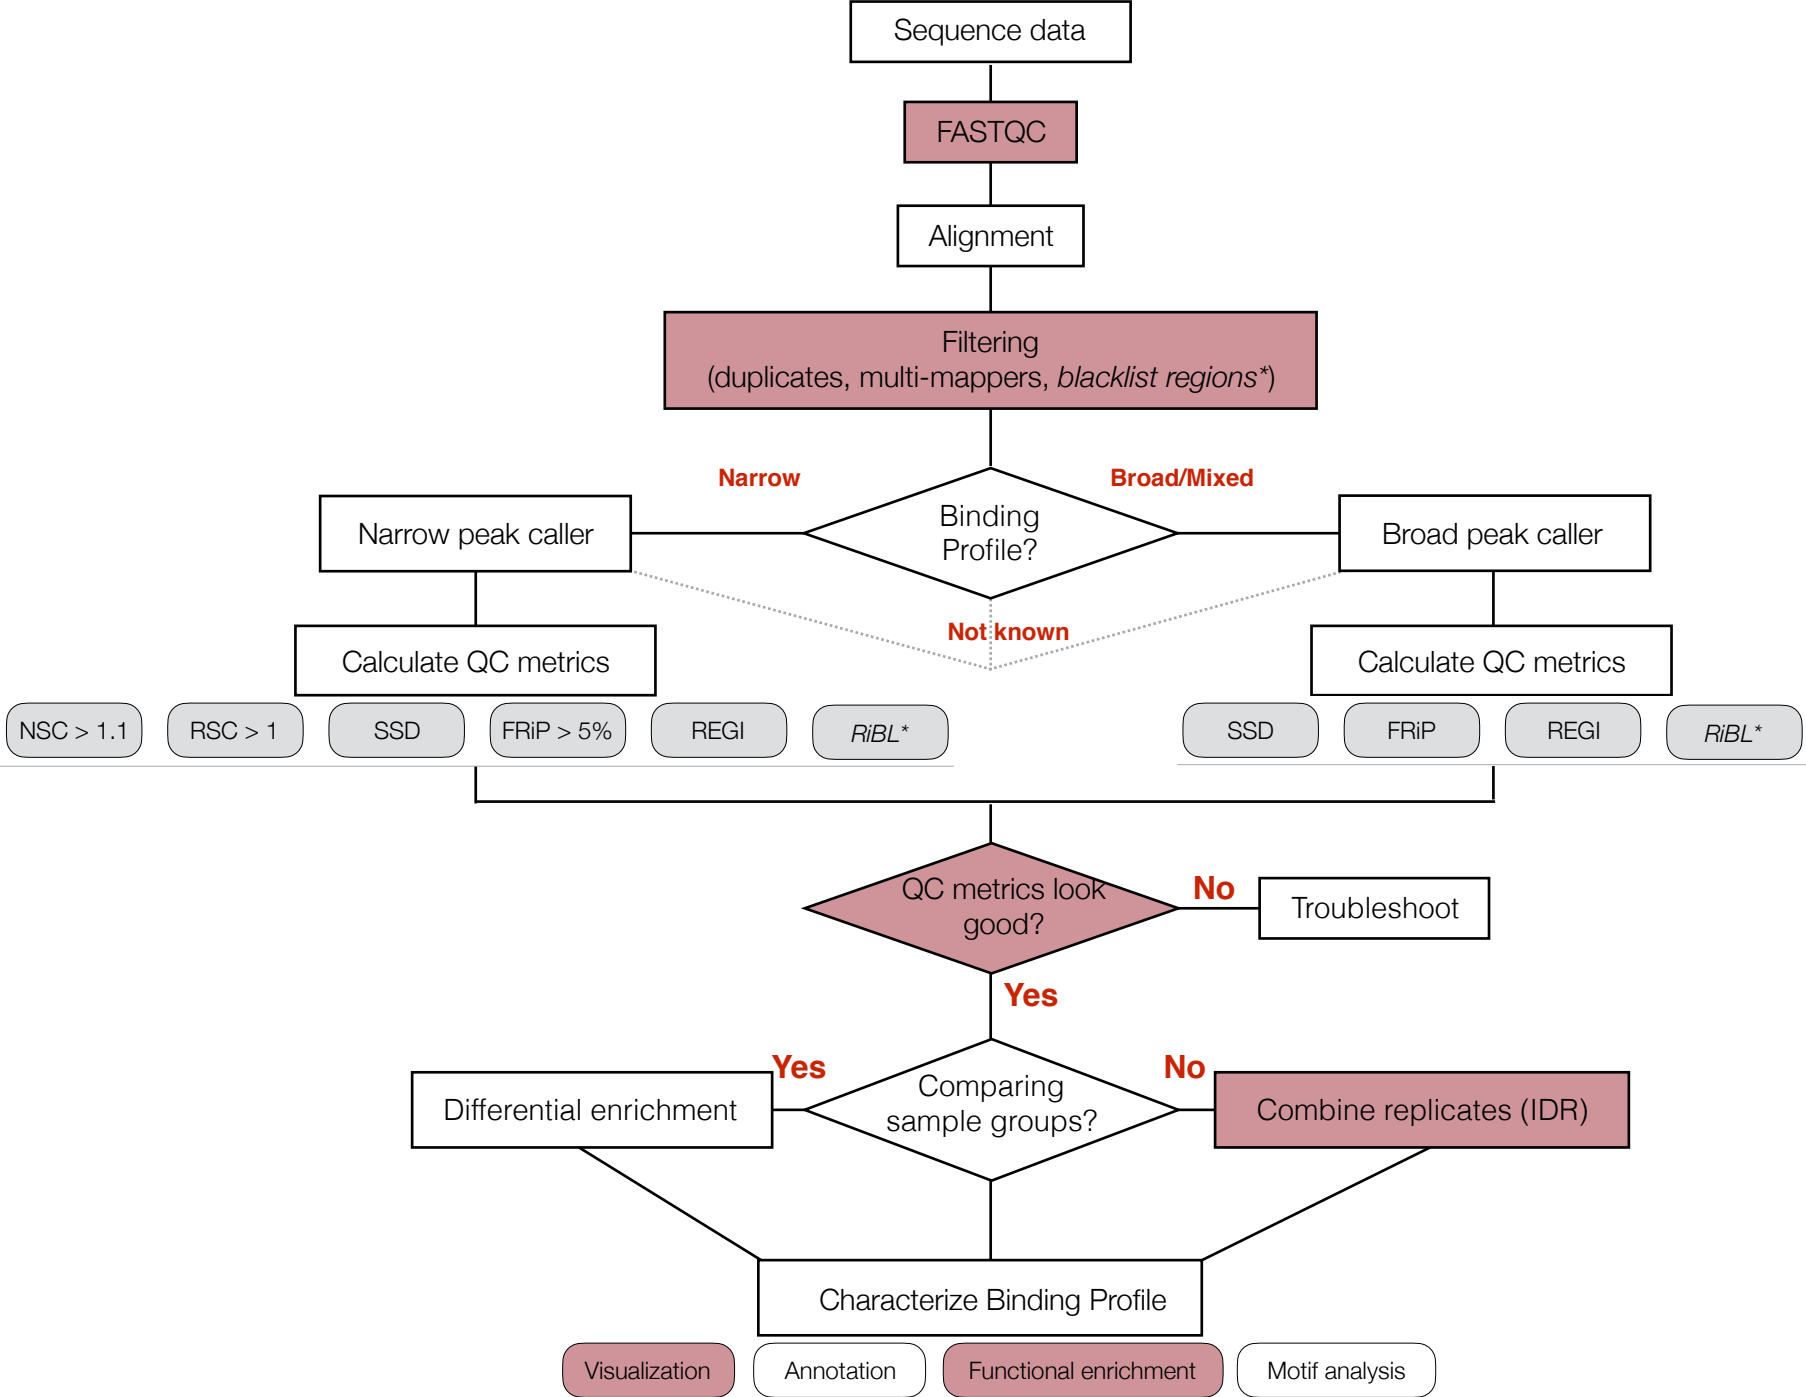 Sequence data
FASTQC
Alignment
Filtering
(duplicates, multi-mappers, blacklist regions*)
Narrow
Broad/Mixed
Narrow peak caller
Binding
Profile?
Broad peak caller
Not known
Calculate QC metrics
Calculate QC metrics
NSC > 1.1
RSC > 1
SSD
FRiP > 5%
REGI
RiBL*
SSD
FRiP
REGI
RiBL*
QC metrics look
good?
No
Troubleshoot
Yes
Yes
No
Differential enrichment
Comparing
sample groups?
Combine replicates (IDR)
Characterize Binding Profile
Visualization
Annotation
Functional enrichment
Motif analysis